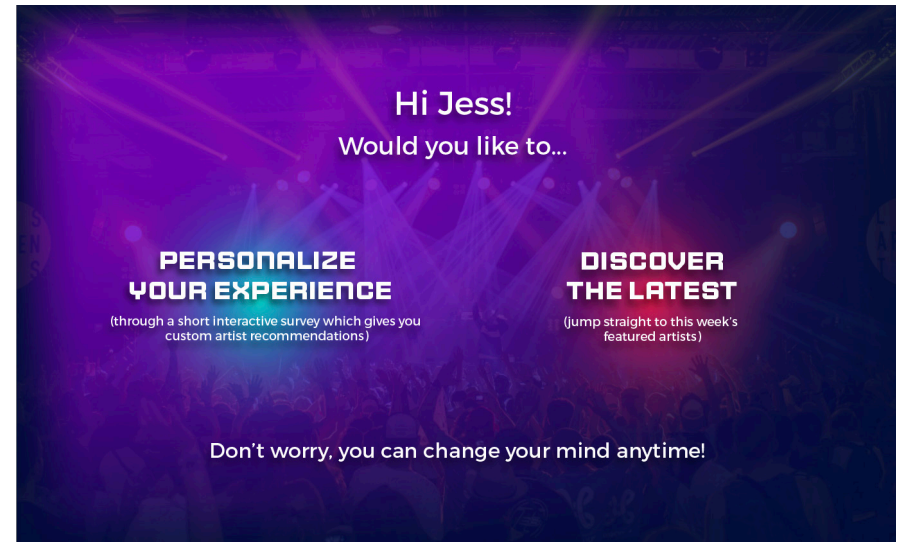 Hi Jess!
Would you like to...
PERSONALIZE
YOUR EXPERIENCE
(through a short interactive survey which gives you
custom artist recommendations)
DISCOVER
THE LATEST
(jump straight to this week's
featured artists)
Don't worry, you can change your mind anytime!